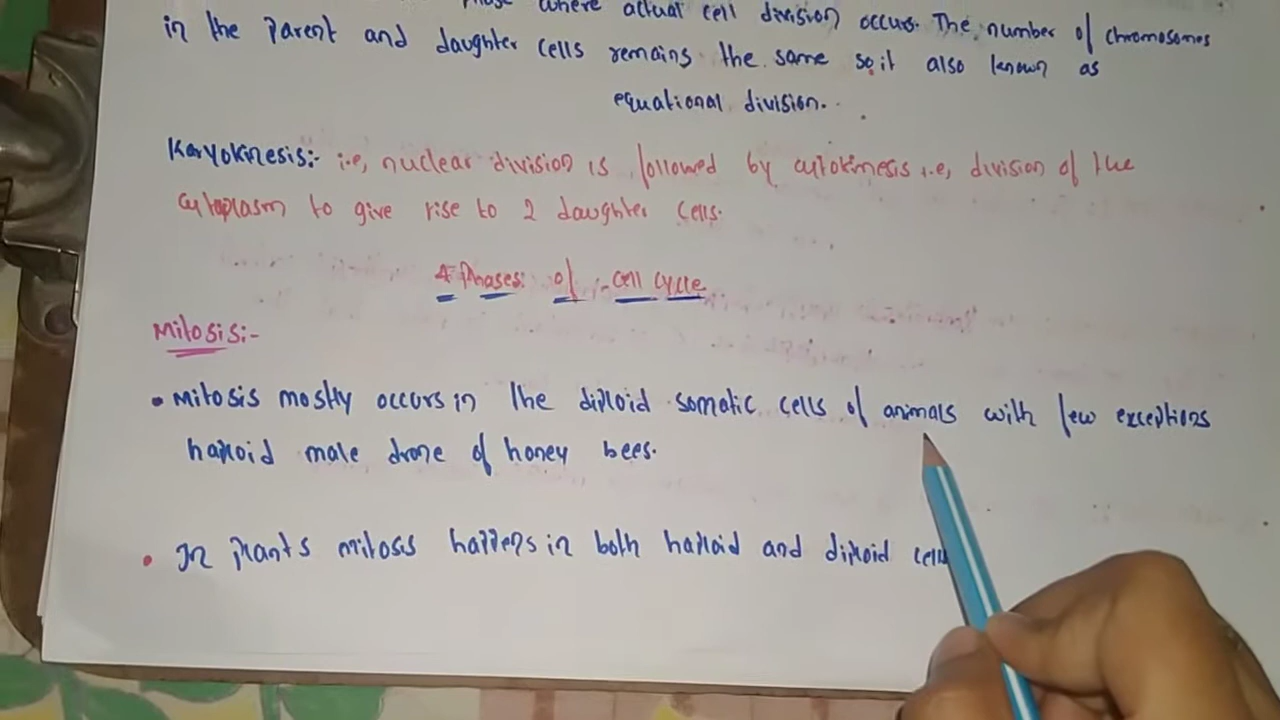 Phase where actual cell division occurs. The number of chromosomes
in the parent and daughter cells remains the same so it also known as
equational division.
Karyokinesis:- i.e, nuclear division is followed by cytokinesis i.e, division of the
cytoplasm to give rise to 2 daughter cells.
4 Phases of cell cycle
Mitosis:-
• Mitosis mostly occurs in the diploid somatic cells of animals with few exceptions
haploid male drone of honey bees.
• In plants mitosis happens in both haploid and diploid cells